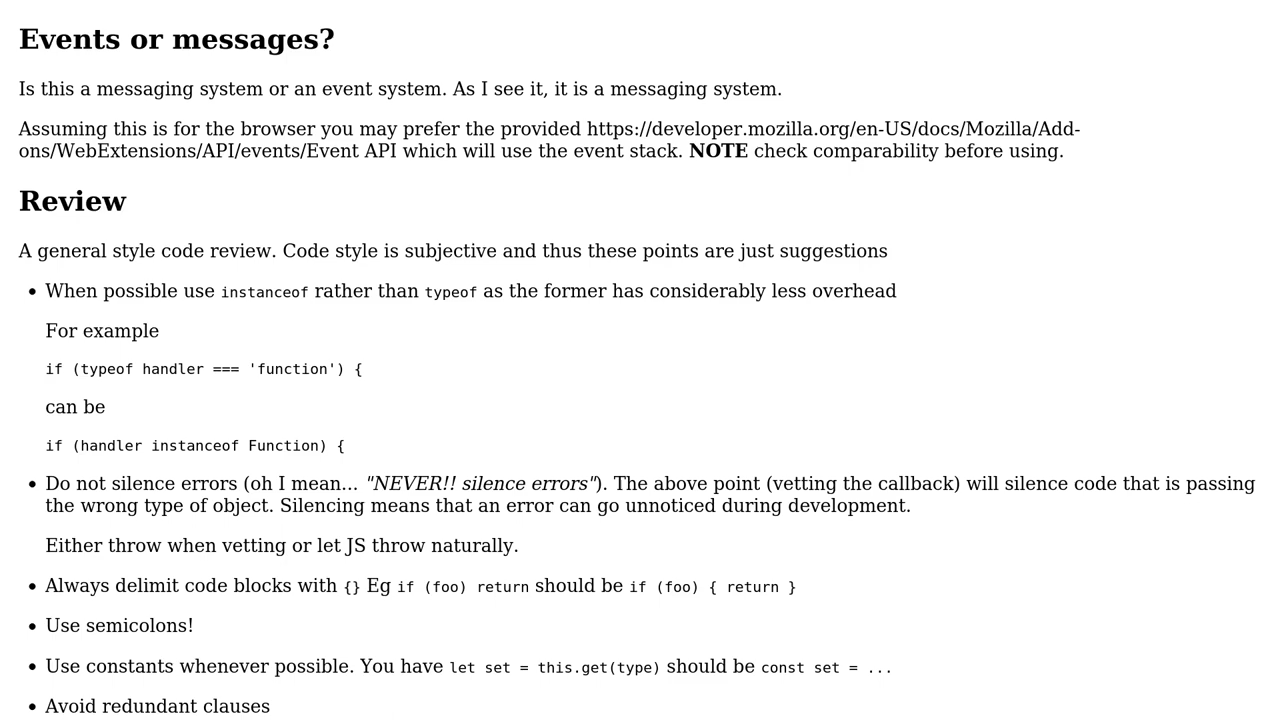 Events or messages?
Is this a messaging system or an event system. As I see it, it is a messaging system.
Assuming this is for the browser you may prefer the provided https://developer.mozilla.org/en-US/docs/Mozilla/Add-
ons/WebExtensions/API/events/Event API which will use the event stack. NOTE check comparability before using.
Review
A general style code review. Code style is subjective and thus these points are just suggestions
• When possible use instanceof rather than typeof as the former has considerably less overhead
For example
if (typeof handler === 'function') {
can be
if (handler instanceof Function) {
• Do not silence errors (oh I mean... "NEVER!! silence errors"). The above point (vetting the callback) will silence code that is passing
the wrong type of object. Silencing means that an error can go unnoticed during development.
Either throw when vetting or let JS throw naturally.
• Always delimit code blocks with {} Eg if (foo) return should be if (foo) { return }
• Use semicolons!
• Use constants whenever possible. You have let set = this.get(type) should be const set = ...
• Avoid redundant clauses